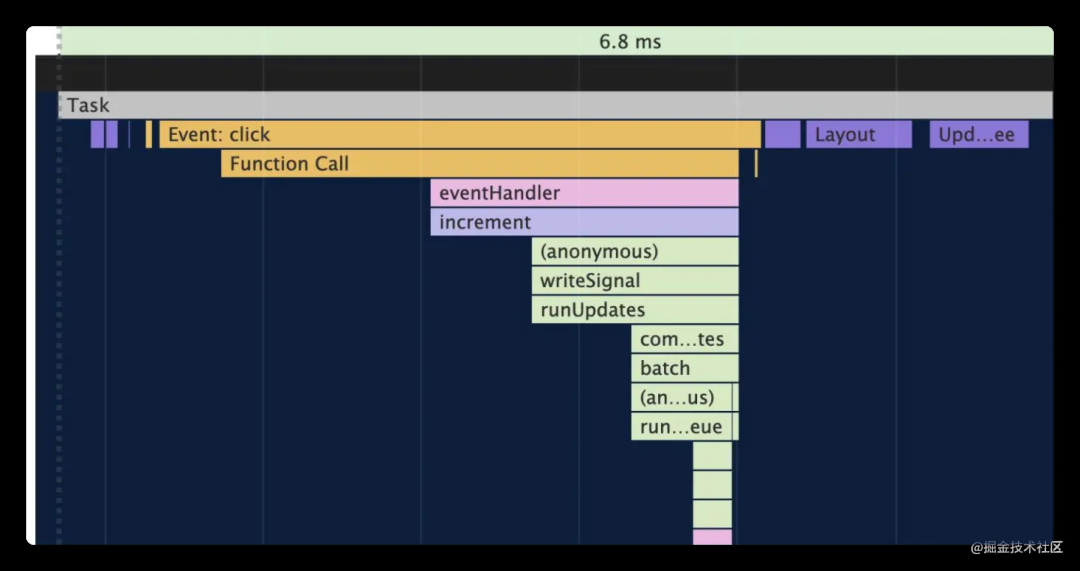 6.8 ms
Task
Event: click
Layout
Upd...ee
Function Call
eventHandler
increment
(anonymous)
writeSignal
runUpdates
com...tes
batch
(an...us)
run...eue
@掘金技术社区